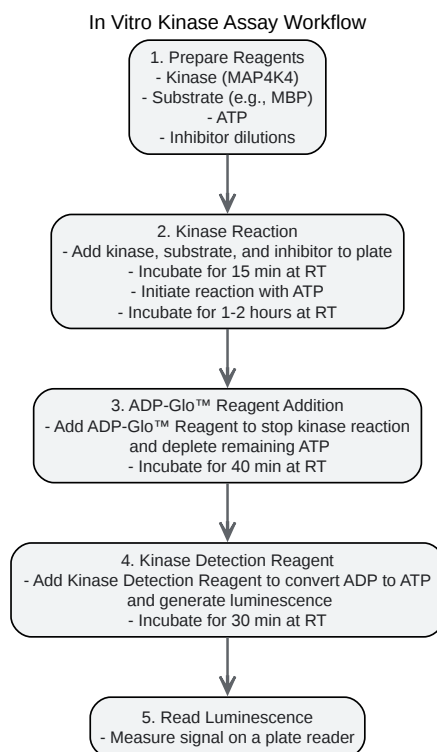 In Vitro Kinase Assay Workflow
1. Prepare Reagents
- Kinase (MAP4K4)
- Substrate (e.g., MBP)
- ATP
- Inhibitor dilutions
2. Kinase Reaction
- Add kinase, substrate, and inhibitor to plate
- Incubate for 15 min at RT
- Initiate reaction with ATP
- Incubate for 1-2 hours at RT
3. ADP-Glo™ Reagent Addition
- Add ADP-Glo™ Reagent to stop kinase reaction
and deplete remaining ATP
- Incubate for 40 min at RT
4. Kinase Detection Reagent
- Add Kinase Detection Reagent to convert ADP to ATP
and generate luminescence
- Incubate for 30 min at RT
5. Read Luminescence
- Measure signal on a plate reader